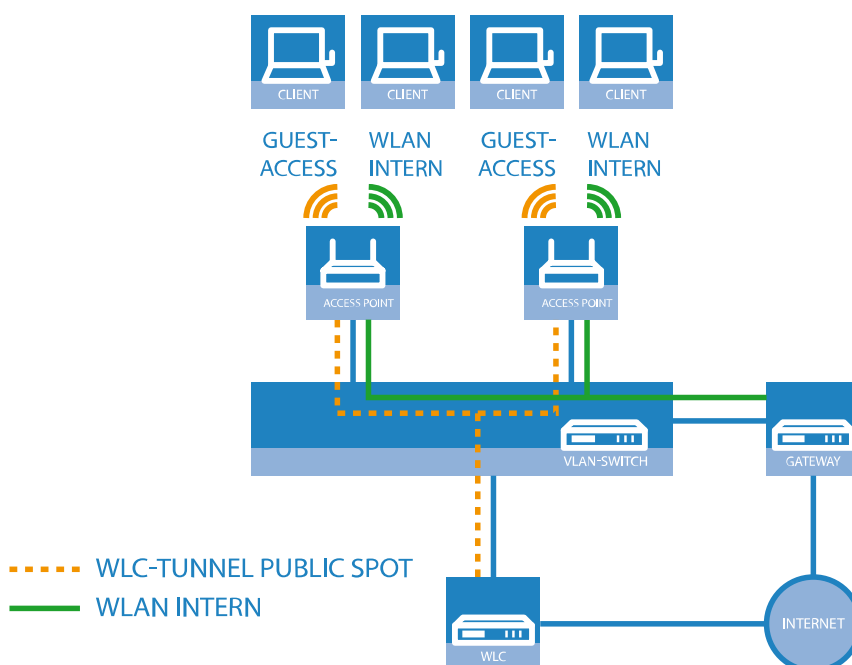 CLIENT
CLIENT
CLIENT
CLIENT
GUEST-
ACCESS
WLAN
INTERN
GUEST-
ACCESS
WLAN
INTERN
ACCESS POINT
ACCESS POINT
VLAN-SWITCH
GATEWAY
WLC-TUNNEL PUBLIC SPOT
WLAN INTERN
WLC
INTERNET